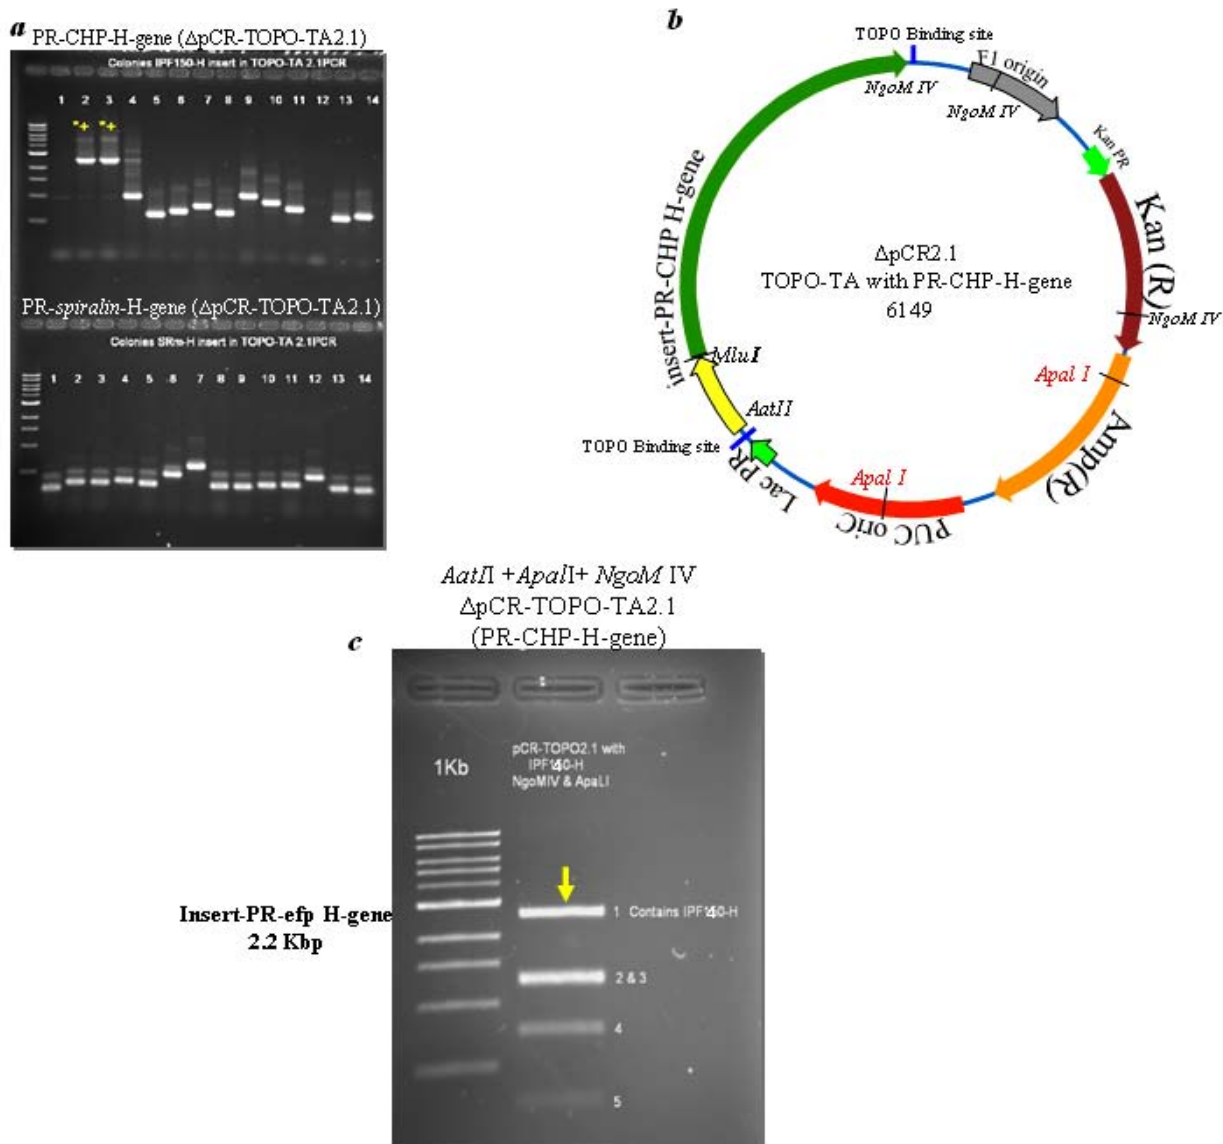 a
PR-CHP-H-gene (ΔpCR-TOPO-TA2.1)
Colonies IPF150-H insert in TOPO-TA 2.1PCR
1 2 3 4 5 6 7 8 9 10 11 12 13 14
*+ *+
PR-spiralin-H-gene (ΔpCR-TOPO-TA2.1)
Colonies SRm-H insert in TOPO-TA 2.1PCR
1 2 3 4 5 6 7 8 9 10 11 12 13 14
b
TOPO Binding site
F1 origin
NgoM IV
NgoM IV
Kan PR
Kan (R)
NgoM IV
ApaI I
Amp(R)
ApaI I
PUC oriC
Lac PR
TOPO Binding site
AatII
MluI
insert-PR-CHP H-gene
ΔpCR2.1
TOPO-TA with PR-CHP-H-gene
6149
AatII +ApaII+ NgoM IV
ΔpCR-TOPO-TA2.1
(PR-CHP-H-gene)
c
1Kb
pCR-TOPO2.1 with
IPF140-H
NgoMIV & ApaLI
Insert-PR-efp H-gene
2.2 Kbp
1 Contains IPF140-H
2 & 3
4
5